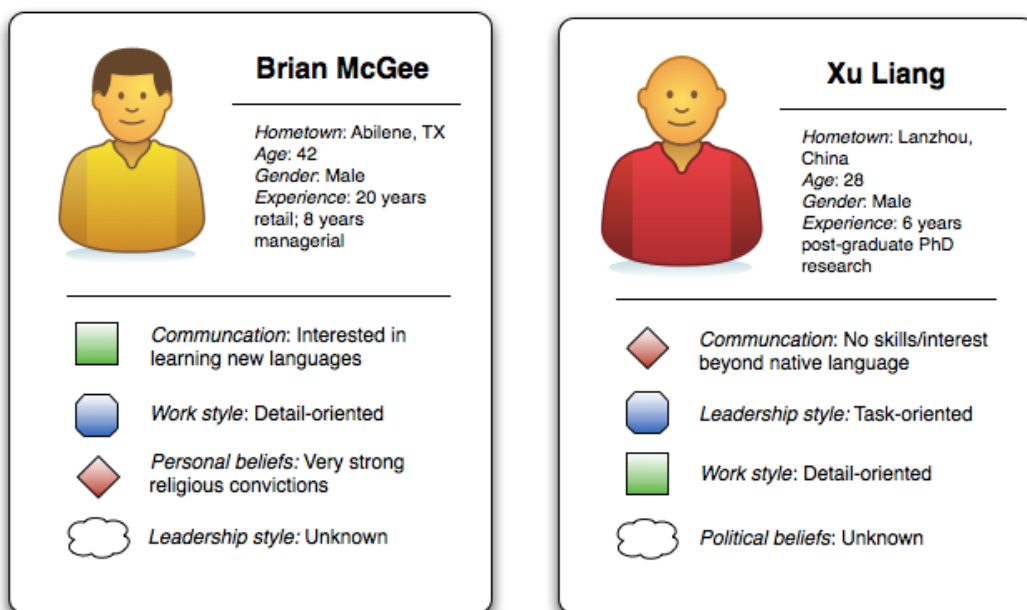 Brian McGee
Hometown: Abilene, TX
Age: 42
Gender: Male
Experience: 20 years
retail; 8 years
managerial
Communcation: Interested in
learning new languages
Work style: Detail-oriented
Personal beliefs: Very strong
religious convictions
Leadership style: Unknown
Xu Liang
Hometown: Lanzhou,
China
Age: 28
Gender: Male
Experience: 6 years
post-graduate PhD
research
Communcation: No skills/interest
beyond native language
Leadership style: Task-oriented
Work style: Detail-oriented
Political beliefs: Unknown